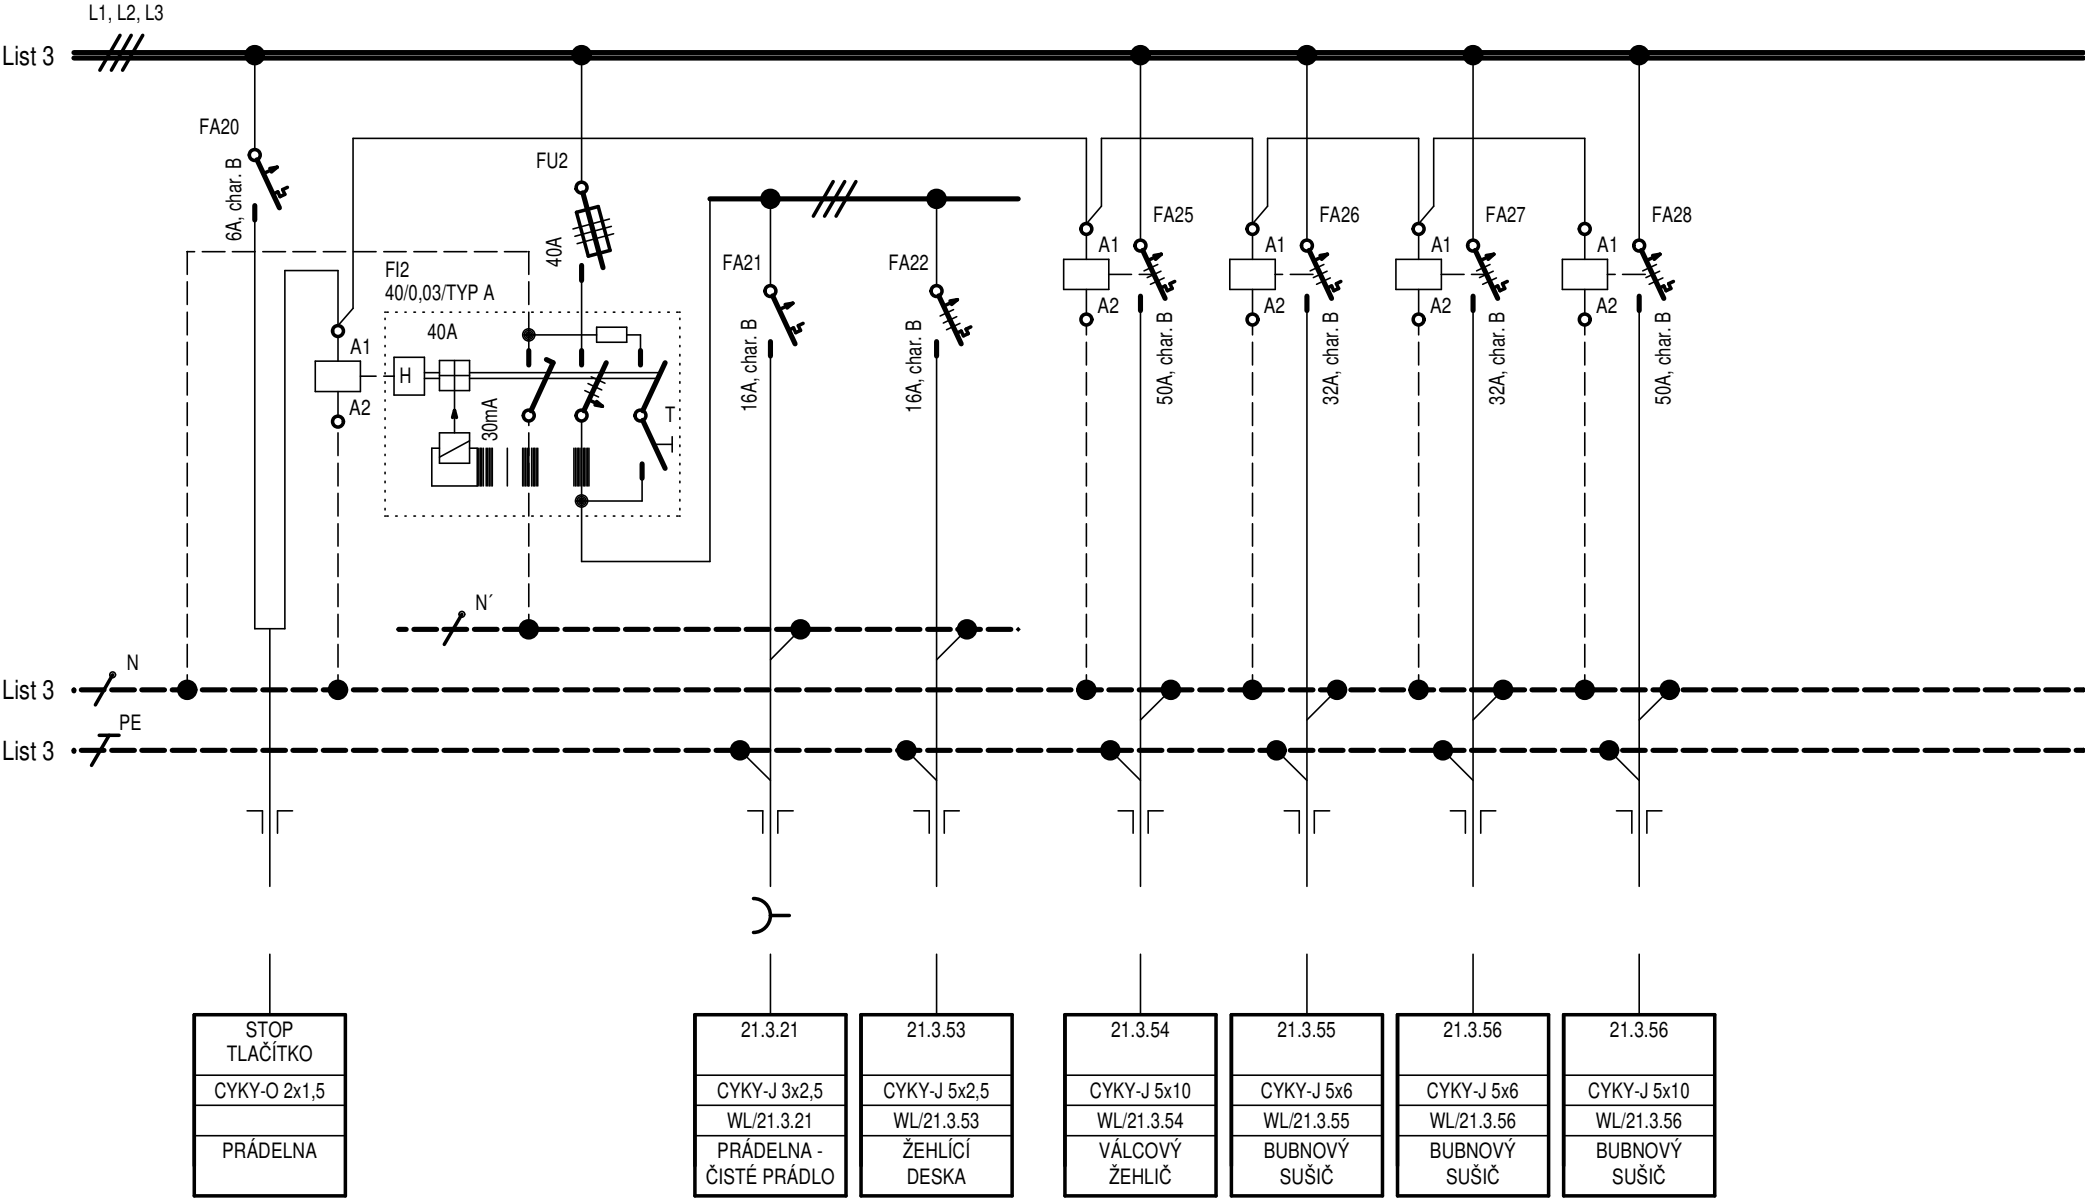 L1, L2, L3
List 3
FA20
6A, char. B
FU2
40A
FI2
40/0,03/TYP A
40A
A1
A2
H
30mA
T
FA21
16A, char. B
FA22
16A, char. B
A1
A2
FA25
50A, char. B
A1
A2
FA26
32A, char. B
A1
A2
FA27
32A, char. B
A1
A2
FA28
50A, char. B
N´
List 3
N
List 3
PE
STOP
TLAČÍTKO
CYKY-O 2x1,5
PRÁDELNA
21.3.21
CYKY-J 3x2,5
WL/21.3.21
PRÁDELNA -
ČISTÉ PRÁDLO
21.3.53
CYKY-J 5x2,5
WL/21.3.53
ŽEHLÍCÍ
DESKA
21.3.54
CYKY-J 5x10
WL/21.3.54
VÁLCOVÝ
ŽEHLIČ
21.3.55
CYKY-J 5x6
WL/21.3.55
BUBNOVÝ
SUŠIČ
21.3.56
CYKY-J 5x6
WL/21.3.56
BUBNOVÝ
SUŠIČ
21.3.56
CYKY-J 5x10
WL/21.3.56
BUBNOVÝ
SUŠIČ